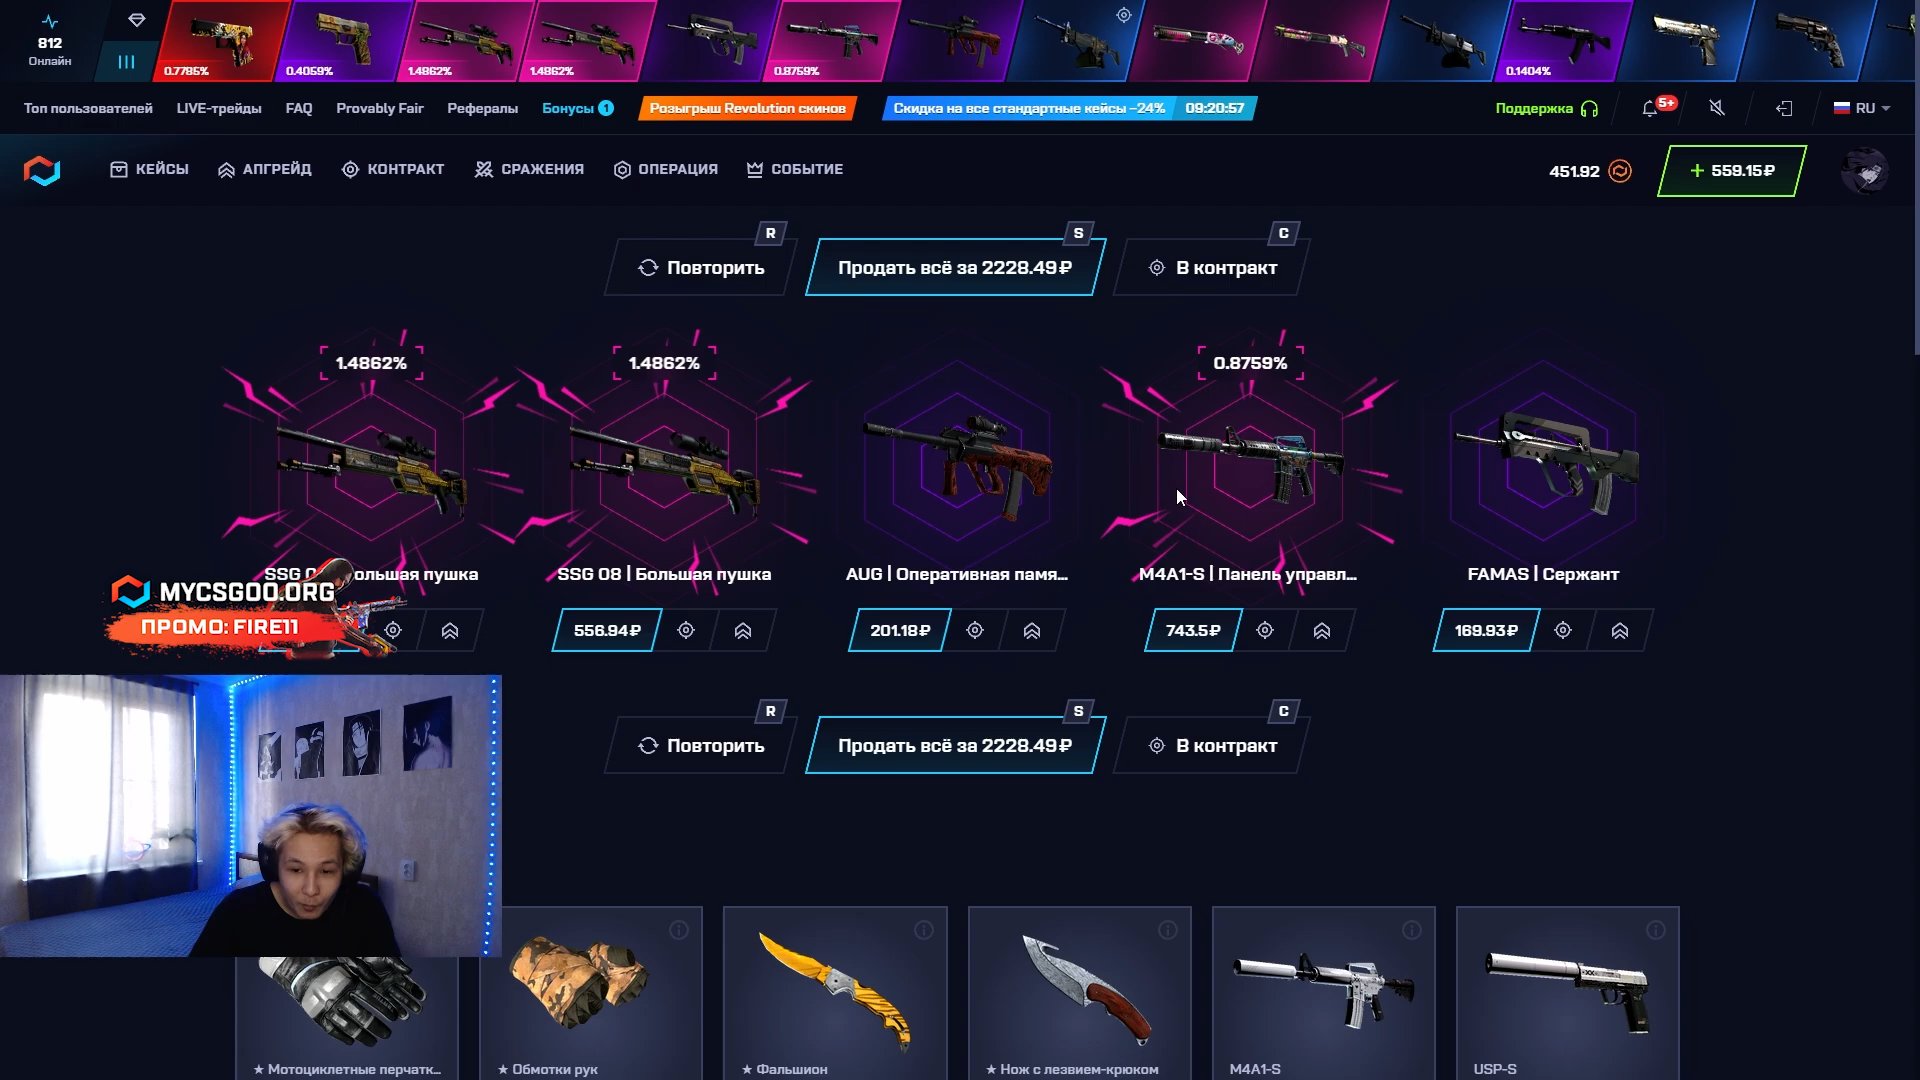 812
Онлайн
0.7785%
0.4059%
1.4862%
1.4862%
0.8759%
0.1404%
Топ пользователей
LIVE-трейды
FAQ
Provably Fair
Рефералы
Бонусы 1
Розыгрыш Revolution скинов
Скидка на все стандартные кейсы –24%
09:20:57
Поддержка
5+
RU
КЕЙСЫ
АПГРЕЙД
КОНТРАКТ
СРАЖЕНИЯ
ОПЕРАЦИЯ
СОБЫТИЕ
451.92
+ 559.15₽
R
S
C
Повторить
Продать всё за 2228.49₽
В контракт
1.4862%
1.4862%
0.8759%
SSG ольшая пушка
SSG 08 | Большая пушка
AUG | Оперативная памя...
M4A1-S | Панель управл...
FAMAS | Сержант
MYCSGOO.ORG
ПРОМО: FIRE11
556.94₽
201.18₽
743.5₽
169.93₽
R
S
C
Повторить
Продать всё за 2228.49₽
В контракт
★ Мотоциклетные перчатк...
★ Обмотки рук
★ Фальшион
★ Нож с лезвием-крюком
M4A1-S
USP-S